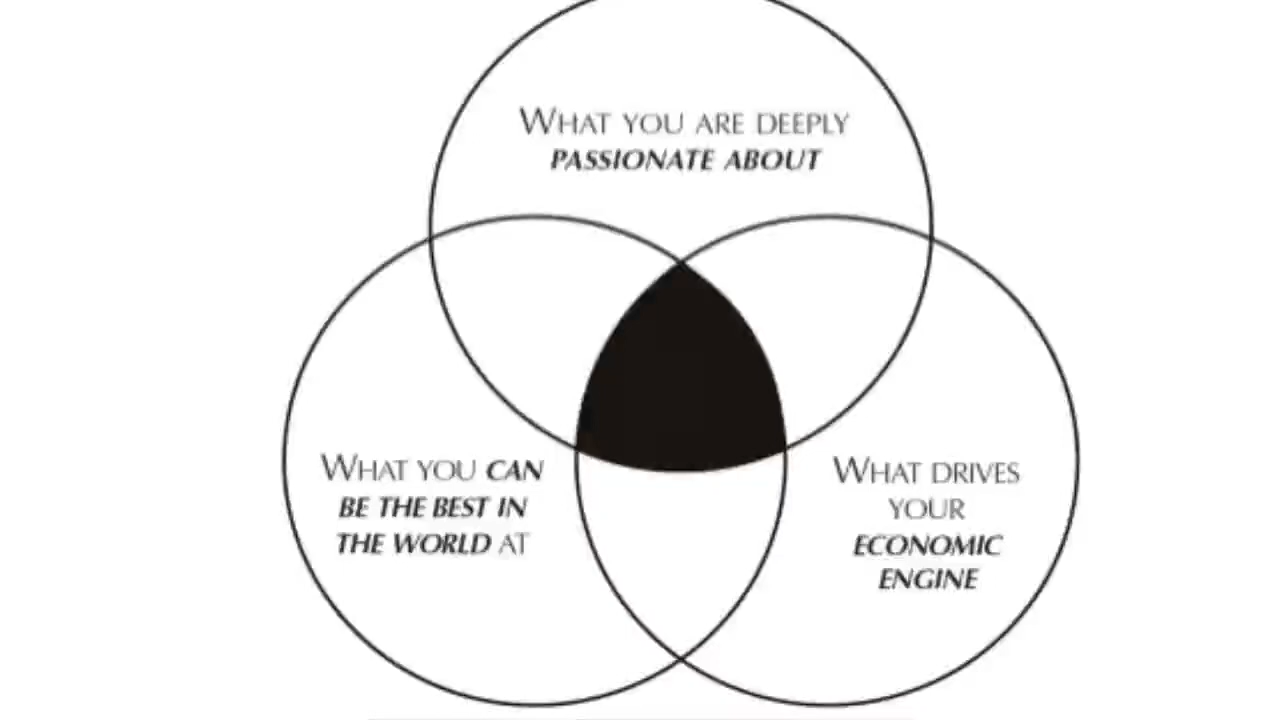 WHAT YOU ARE DEEPLY
PASSIONATE ABOUT
WHAT YOU CAN
BE THE BEST IN
THE WORLD AT
WHAT DRIVES
YOUR
ECONOMIC
ENGINE